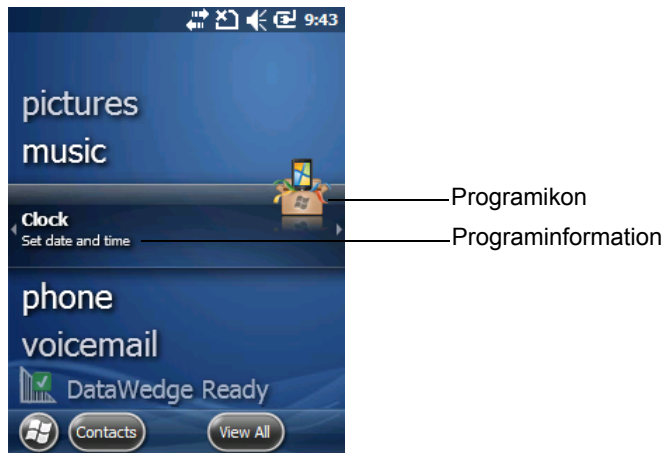 9:43
pictures
music
Programikon
Clock
Set date and time
Programinformation
phone
voicemail
DataWedge Ready
Contacts
View All